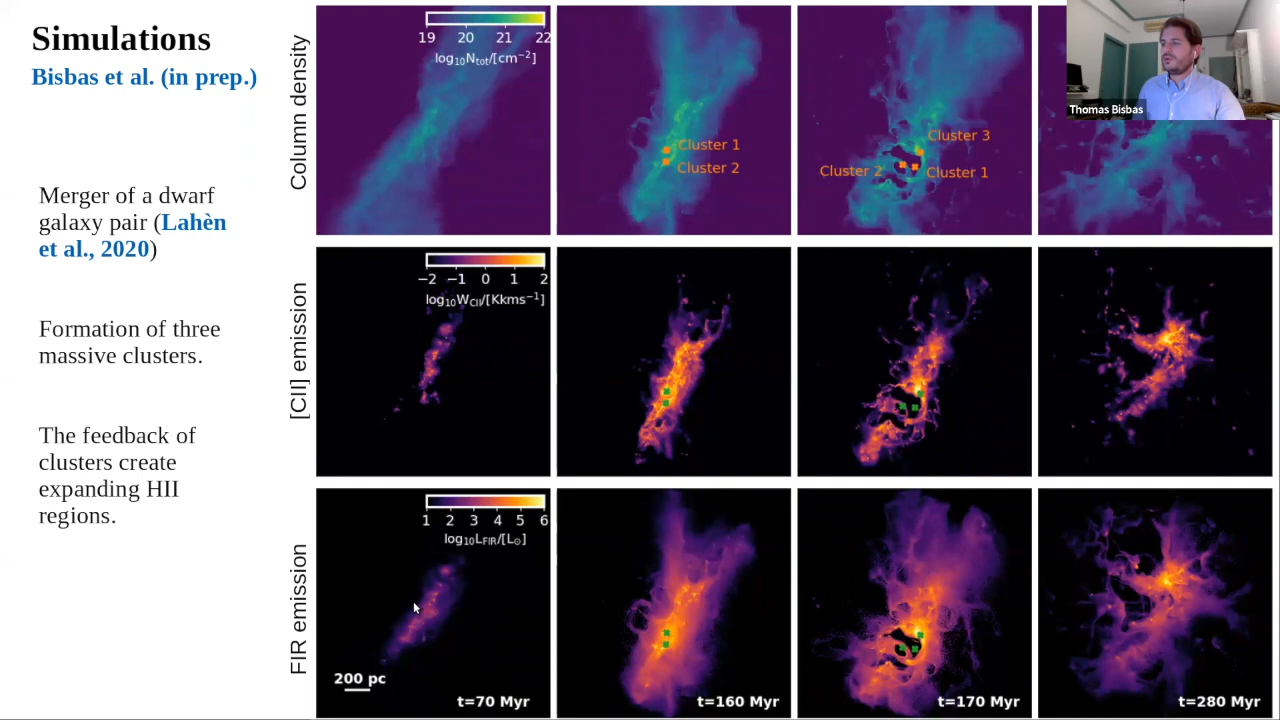 Simulations
Bisbas et al. (in prep.)
Merger of a dwarf
galaxy pair (Lahèn
et al., 2020)
Formation of three
massive clusters.
The feedback of
clusters create
expanding HII
regions.
Column density
19 20 21 22
log₁₀Nₜₒₜ/[cm⁻²]
Cluster 1
Cluster 2
Cluster 3
Cluster 2
Cluster 1
Thomas Bisbas
[CII] emission
−2 −1 0 1 2
log₁₀W_CII/[Kkms⁻¹]
FIR emission
1 2 3 4 5 6
log₁₀L_FIR/[L⊙]
200 pc
t=70 Myr
t=160 Myr
t=170 Myr
t=280 Myr